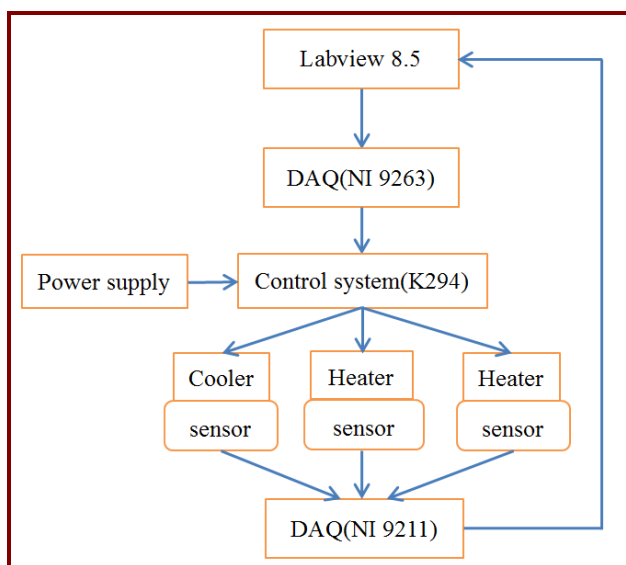 Labview 8.5
DAQ(NI 9263)
Power supply
Control system(K294)
Cooler
Heater
Heater
sensor
sensor
sensor
DAQ(NI 9211)